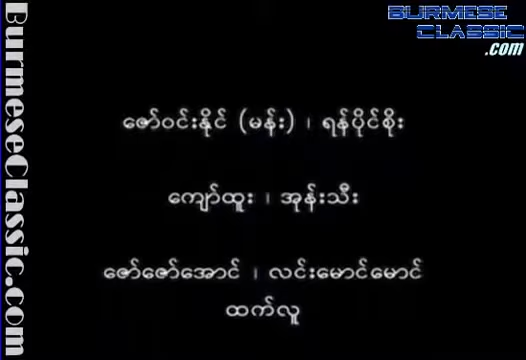 BURMESE
CLASSIC
.com
BurmeseClassic.com
ဇော်ဝင်းနိုင် (မန်း) ၊ ရန်ပိုင်စိုး
ကျော်ထူး ၊ အုန်းသီး
ဇော်ဇော်အောင် ၊ လင်းမောင်မောင်
ထက်လူ